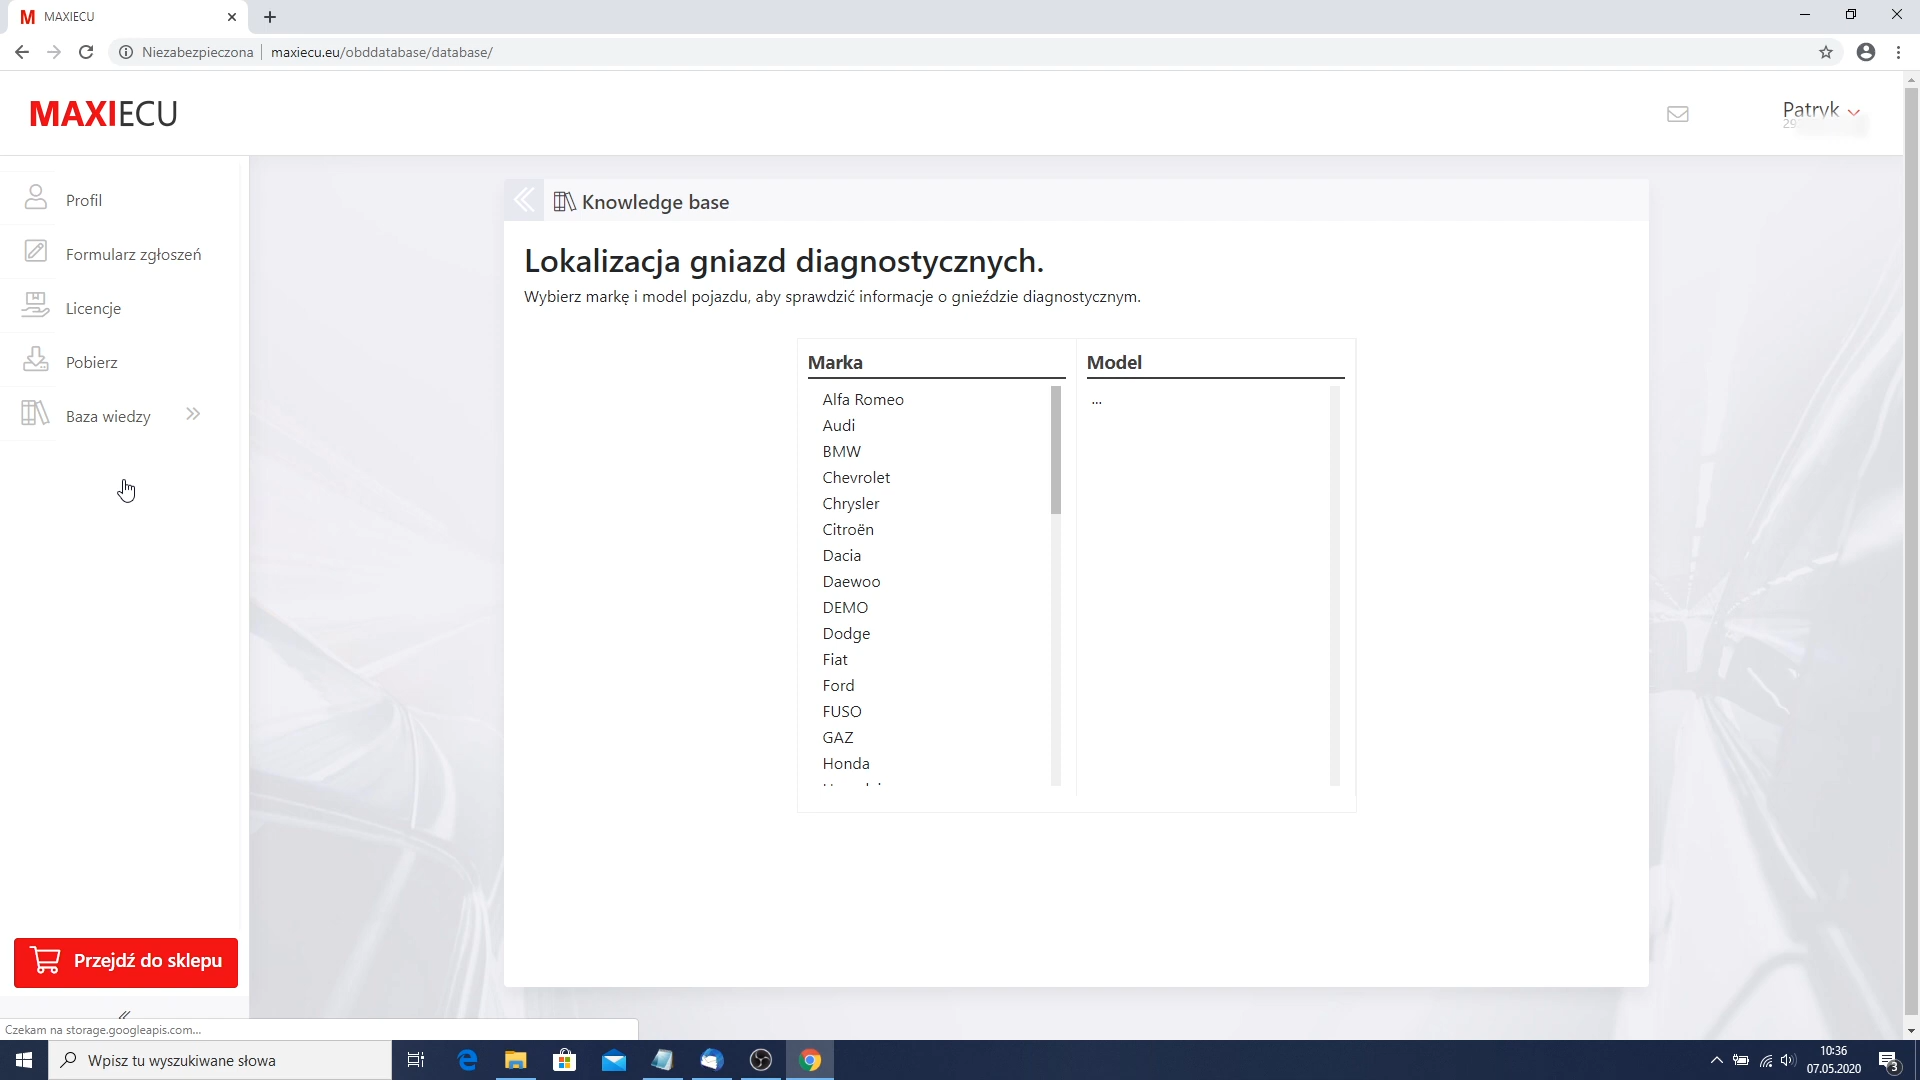 MAXIECU
Niezabezpieczona
maxiecu.eu/obddatabase/database/
MAXIECU
Patryk
29
Profil
Formularz zgłoszeń
Licencje
Pobierz
Baza wiedzy
Knowledge base
Lokalizacja gniazd diagnostycznych.
Wybierz markę i model pojazdu, aby sprawdzić informacje o gnieździe diagnostycznym.
Marka
Model
Alfa Romeo
...
Audi
BMW
Chevrolet
Chrysler
Citroën
Dacia
Daewoo
DEMO
Dodge
Fiat
Ford
FUSO
GAZ
Honda
Przejdź do sklepu
Czekam na storage.googleapis.com...
Wpisz tu wyszukiwane słowa
10:36
07.05.2020
3